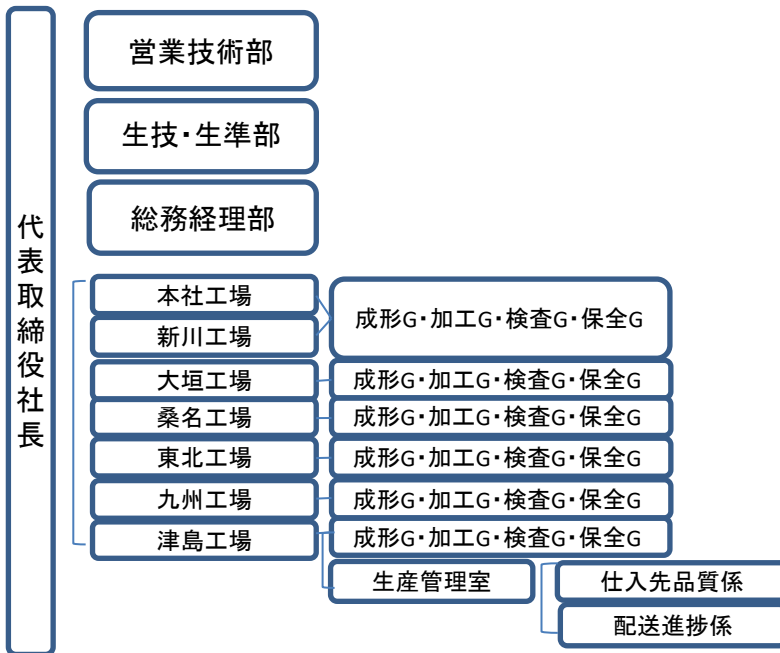 代表取締役社長
営業技術部
生技・生準部
総務経理部
本社工場
新川工場
成形G・加工G・検査G・保全G
大垣工場
成形G・加工G・検査G・保全G
桑名工場
成形G・加工G・検査G・保全G
東北工場
成形G・加工G・検査G・保全G
九州工場
成形G・加工G・検査G・保全G
津島工場
成形G・加工G・検査G・保全G
生産管理室
仕入先品質係
配送進捗係